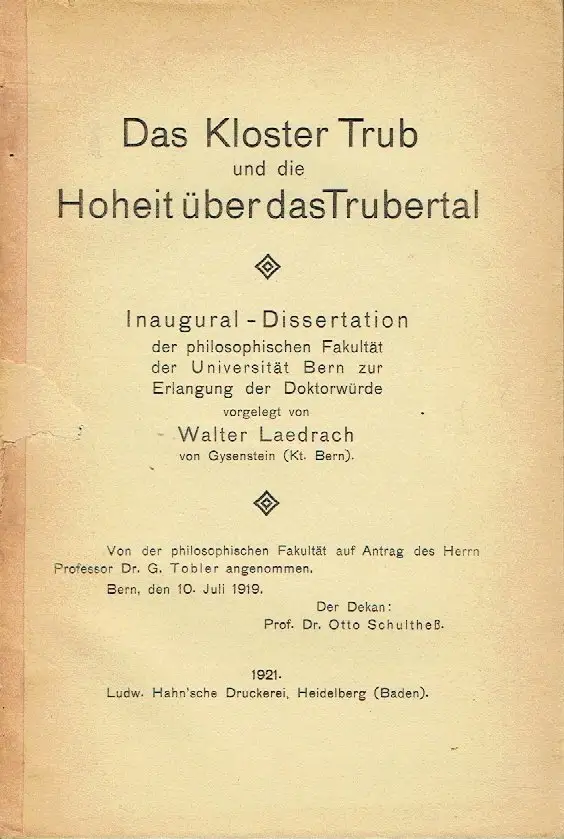 Das Kloster Trub
und die
Hoheit über das Trubertal
Inaugural-Dissertation
der philosophischen Fakultät
der Universität Bern zur
Erlangung der Doktorwürde
vorgelegt von
Walter Laedrach
von Gysenstein (Kt. Bern).
Von der philosophischen Fakultät auf Antrag des Herrn
Professor Dr. G. Tobler angenommen.
Bern, den 10. Juli 1919.
Der Dekan:
Prof. Dr. Otto Schultheß.
1921.
Ludw. Hahn'sche Druckerei, Heidelberg (Baden).